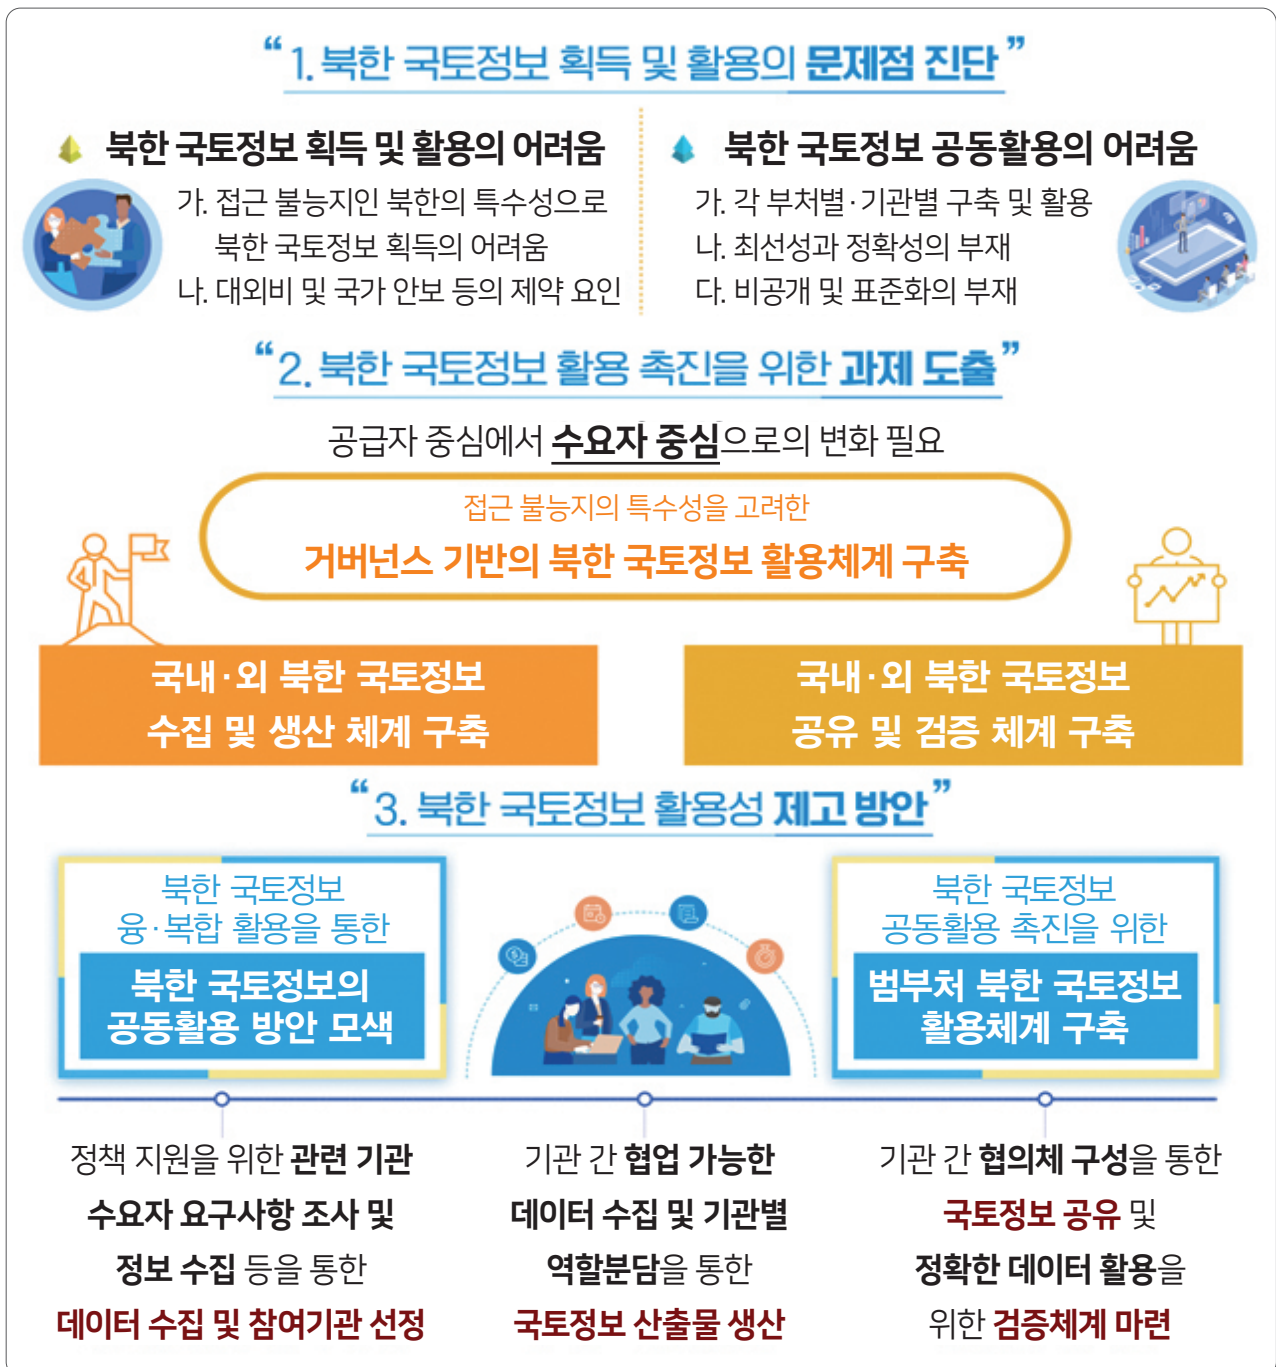 “1. 북한 국토정보 획득 및 활용의 문제점 진단”
북한 국토정보 획득 및 활용의 어려움
가. 접근 불능지인 북한의 특수성으로
북한 국토정보 획득의 어려움
나. 대외비 및 국가 안보 등의 제약 요인
북한 국토정보 공동활용의 어려움
가. 각 부처별·기관별 구축 및 활용
나. 최선성과 정확성의 부재
다. 비공개 및 표준화의 부재
“2. 북한 국토정보 활용 촉진을 위한 과제 도출”
공급자 중심에서 수요자 중심으로의 변화 필요
접근 불능지의 특수성을 고려한
거버넌스 기반의 북한 국토정보 활용체계 구축
국내·외 북한 국토정보
수집 및 생산 체계 구축
국내·외 북한 국토정보
공유 및 검증 체계 구축
“3. 북한 국토정보 활용성 제고 방안”
북한 국토정보
융·복합 활용을 통한
북한 국토정보의
공동활용 방안 모색
북한 국토정보
공동활용 촉진을 위한
범부처 북한 국토정보
활용체계 구축
정책 지원을 위한 관련 기관
수요자 요구사항 조사 및
정보 수집 등을 통한
데이터 수집 및 참여기관 선정
기관 간 협업 가능한
데이터 수집 및 기관별
역할분담을 통한
국토정보 산출물 생산
기관 간 협의체 구성을 통한
국토정보 공유 및
정확한 데이터 활용을
위한 검증체계 마련